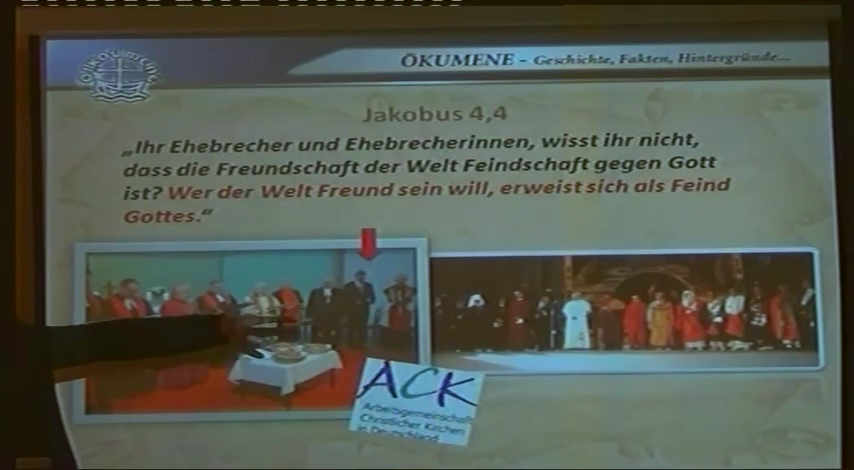 oikoumene
ÖKUMENE - Geschichte, Fakten, Hintergründe...
Jakobus 4,4
„Ihr Ehebrecher und Ehebrecherinnen, wisst ihr nicht,
dass die Freundschaft der Welt Feindschaft gegen Gott
ist? Wer der Welt Freund sein will, erweist sich als Feind
Gottes.“
ACK
Arbeitsgemeinschaft
Christlicher Kirchen
in Deutschland